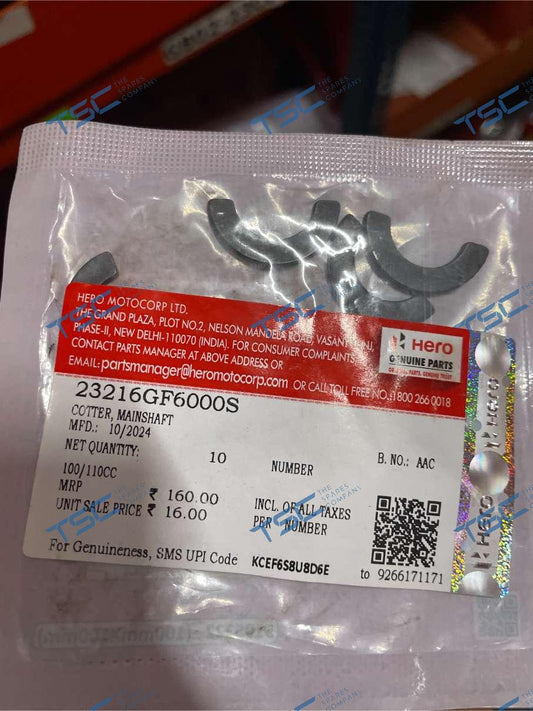 HERO MOTOCORP LTD.
THE GRAND PLAZA, PLOT NO.2, NELSON MANDELA ROAD, VASANT KUNJ,
PHASE-II, NEW DELHI-110070 (INDIA). FOR CONSUMER COMPLAINTS
CONTACT PARTS MANAGER AT ABOVE ADDRESS OR
EMAIL: partsmanager@heromotocorp.com OR CALL TOLL FREE NO.: 1800 266 0018
Hero
GENUINE PARTS
23216GF6000S
COTTER, MAINSHAFT
MFD.: 10/2024
NET QUANTITY: 10 NUMBER B. NO.: AAC
100/110CC
MRP ₹ 160.00 INCL. OF ALL TAXES
UNIT SALE PRICE ₹ 16.00 PER NUMBER
For Genuineness, SMS UPI Code KCEF6S8U8D6E to 9266171171
HERO
HERO
TSC THE SPARES COMPANY